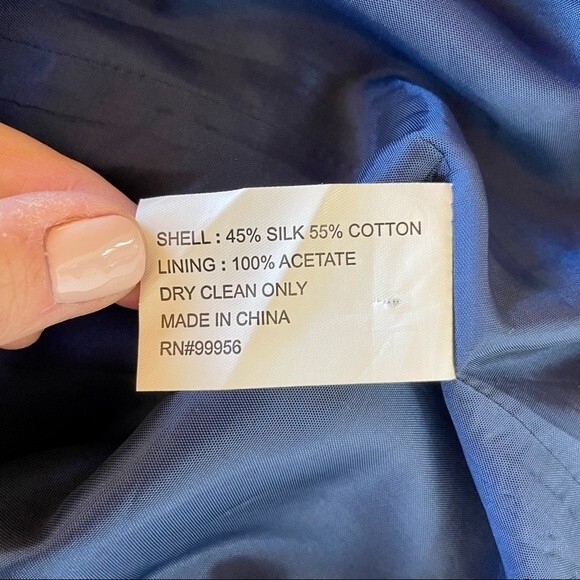 SHELL : 45% SILK 55% COTTON
LINING : 100% ACETATE
DRY CLEAN ONLY
MADE IN CHINA
RN#99956